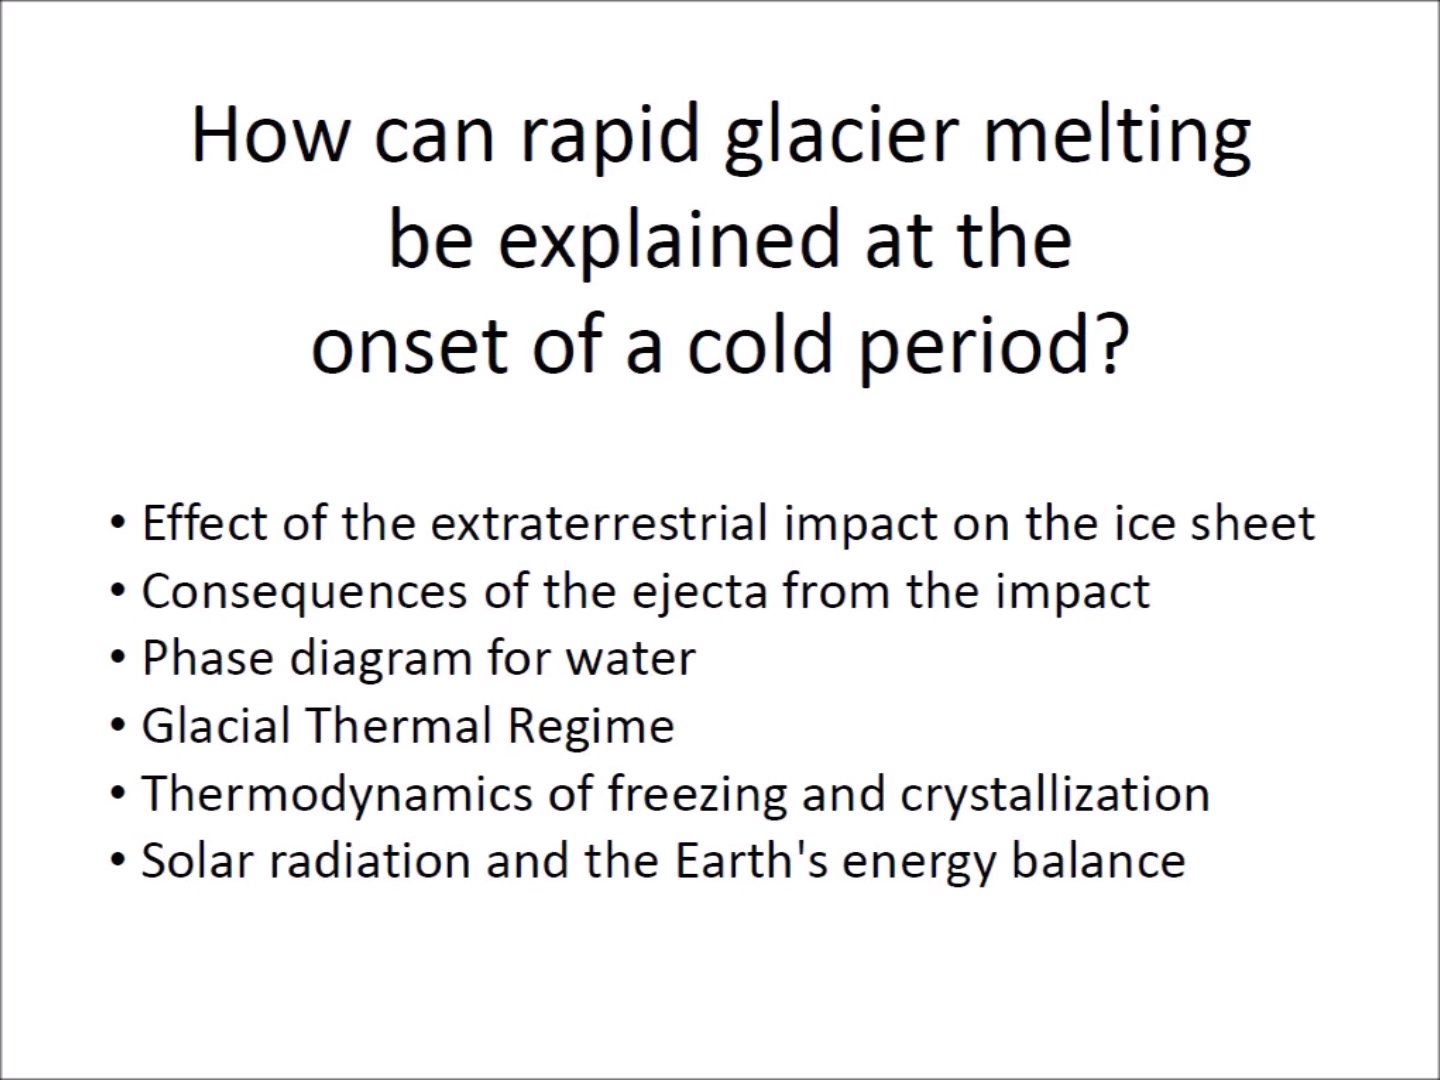 How can rapid glacier melting
be explained at the
onset of a cold period?
• Effect of the extraterrestrial impact on the ice sheet
• Consequences of the ejecta from the impact
• Phase diagram for water
• Glacial Thermal Regime
• Thermodynamics of freezing and crystallization
• Solar radiation and the Earth's energy balance